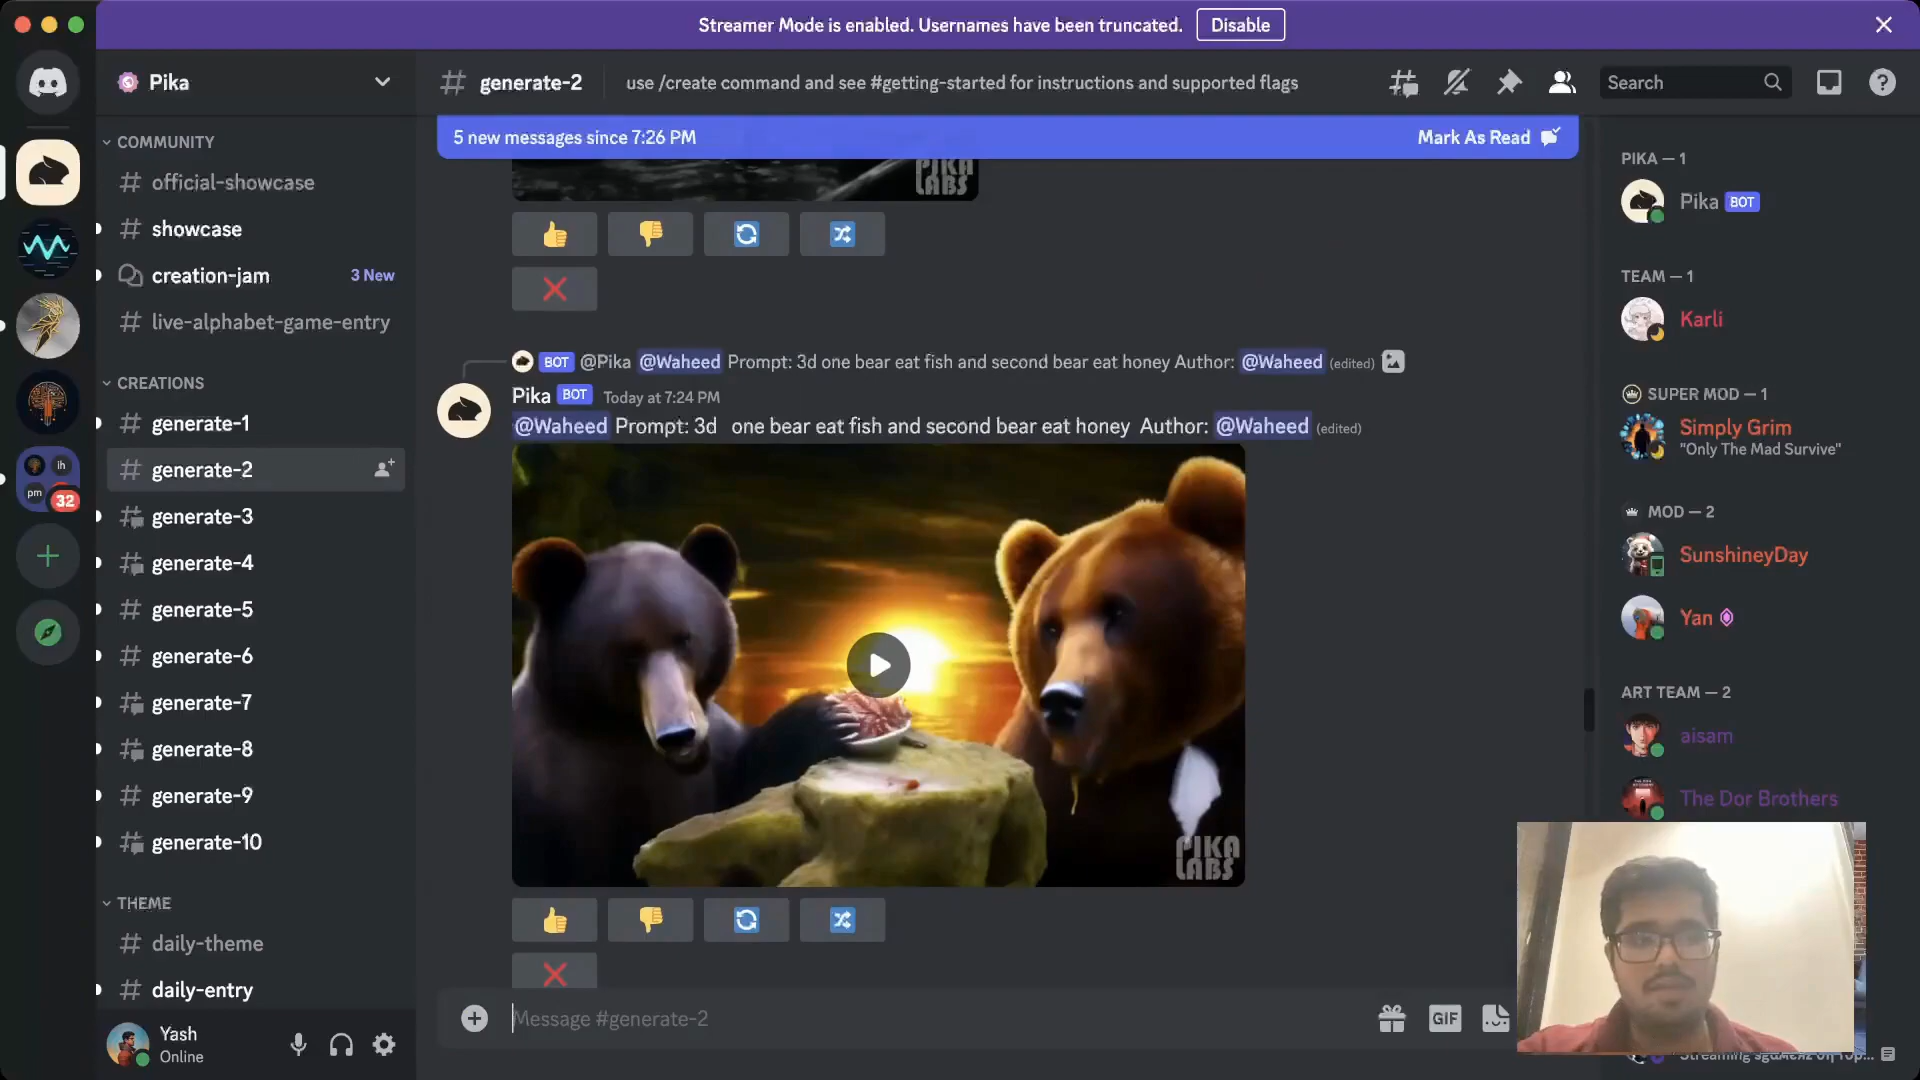 Streamer Mode is enabled. Usernames have been truncated.
Disable
Pika
generate-2
use /create command and see #getting-started for instructions and supported flags
Search
COMMUNITY
official-showcase
showcase
creation-jam
3 New
live-alphabet-game-entry
CREATIONS
generate-1
generate-2
generate-3
generate-4
generate-5
generate-6
generate-7
generate-8
generate-9
generate-10
THEME
daily-theme
daily-entry
ih
pm
32
Yash
Online
5 new messages since 7:26 PM
Mark As Read
PIKA
LABS
BOT @Pika @Waheed Prompt: 3d one bear eat fish and second bear eat honey Author: @Waheed (edited)
Pika BOT Today at 7:24 PM
@Waheed Prompt: 3d one bear eat fish and second bear eat honey Author: @Waheed (edited)
PIKA
LABS
Message #generate-2
GIF
PIKA — 1
Pika BOT
TEAM — 1
Karli
SUPER MOD — 1
Simply Grim
"Only The Mad Survive"
MOD — 2
SunshineyDay
Yan
ART TEAM — 2
aisam
The Dor Brothers
Streaming